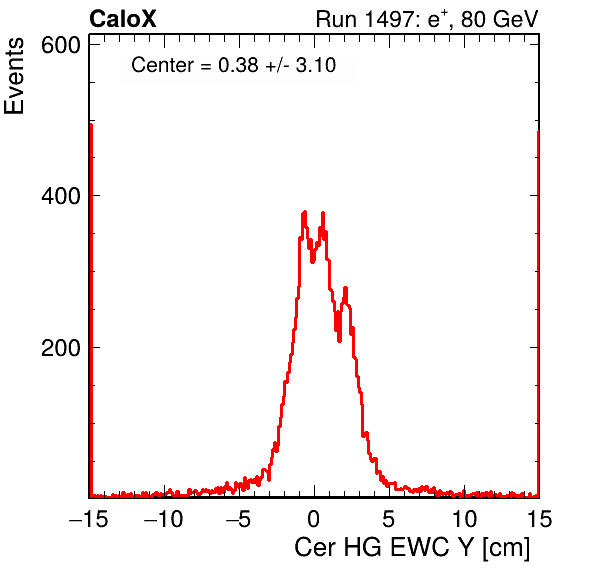 CaloX
Run 1497: e⁺, 80 GeV
Events
Center = 0.38 +/- 3.10
600
400
200
−15 −10 −5 0 5 10 15
Cer HG EWC Y [cm]